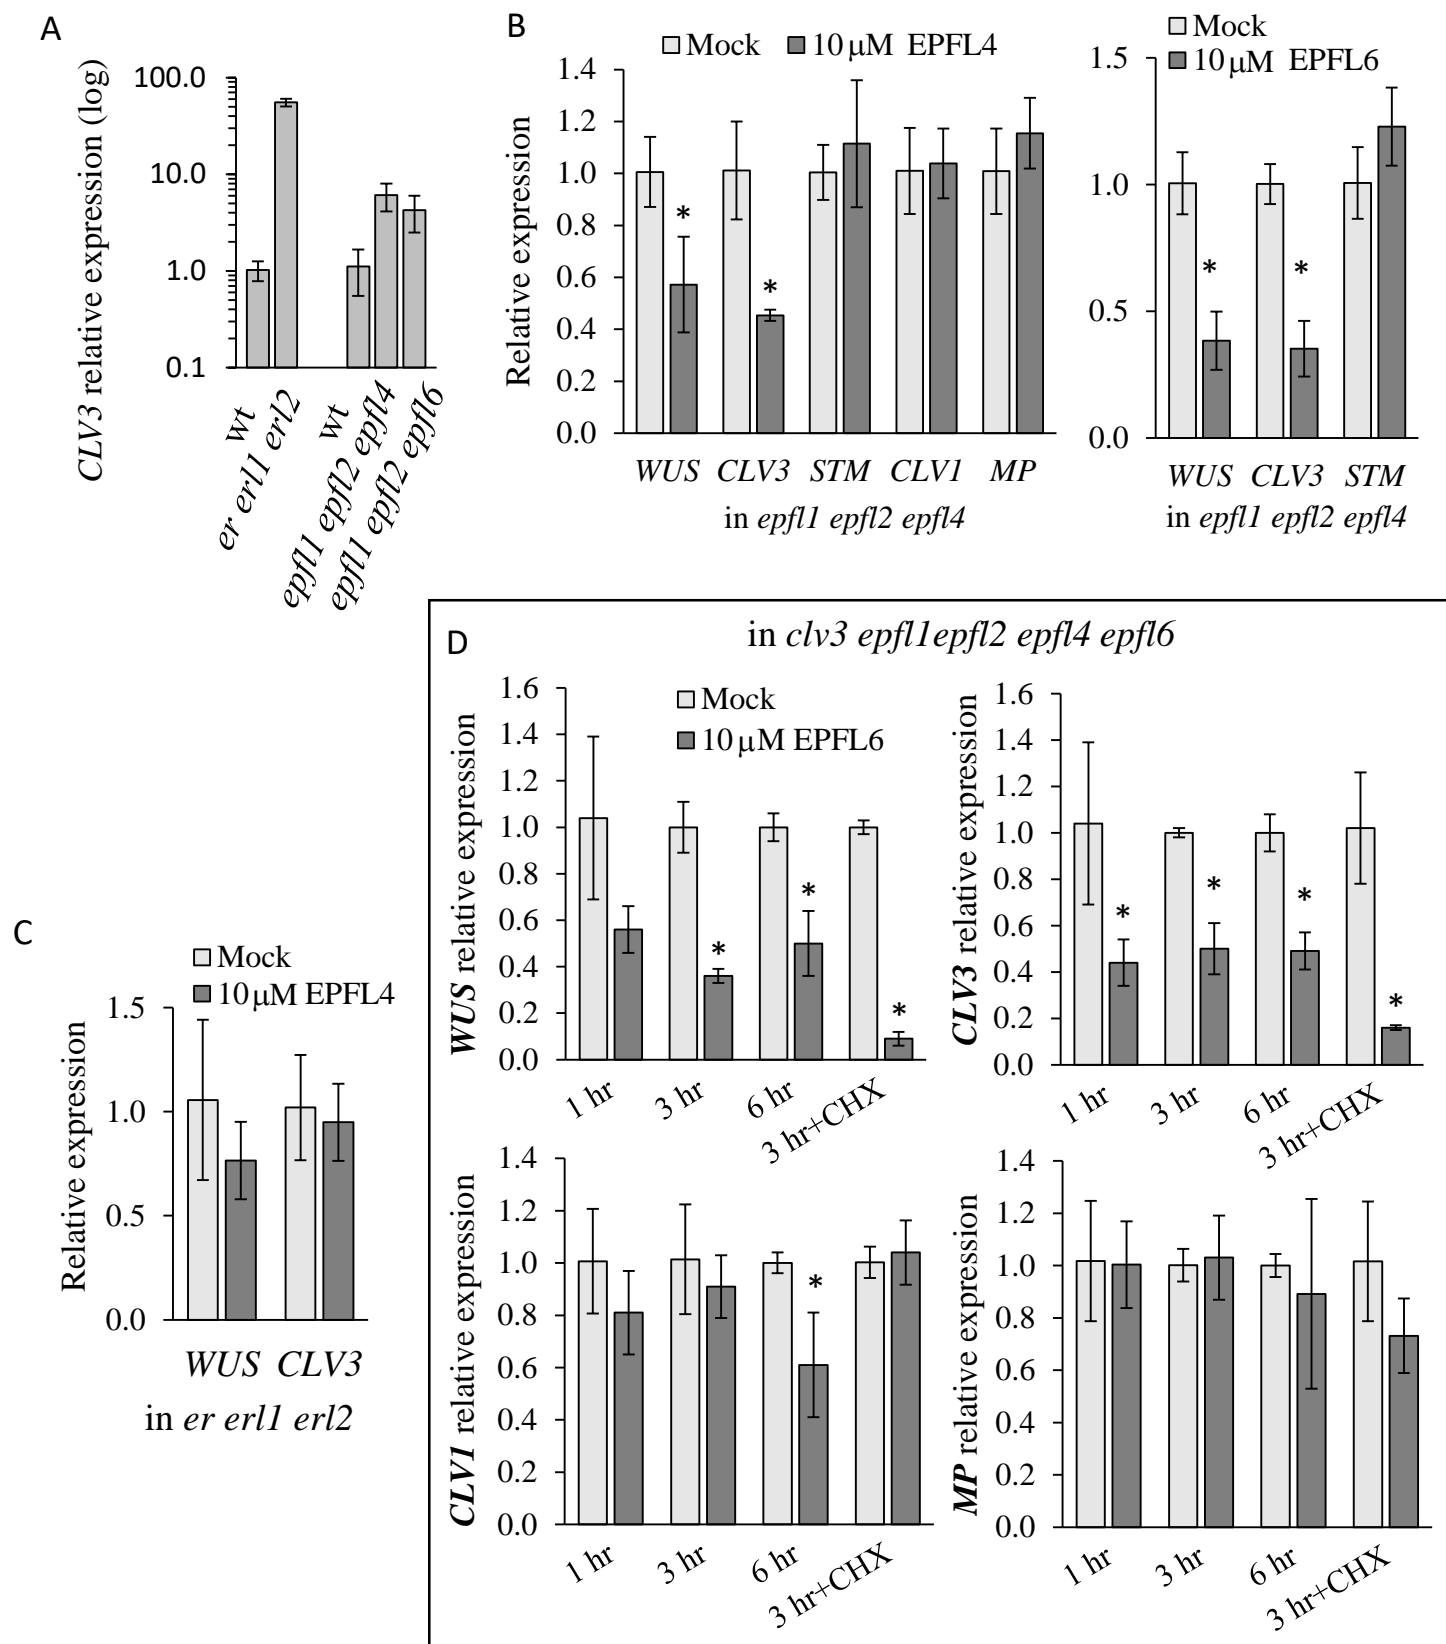 A
CLV3 relative expression (log)
100.0
10.0
1.0
0.1
wt
er erl1 erl2
wt
epfl1 epfl2 epfl4
epfl1 epfl2 epfl6
B
Mock 10 μM EPFL4
Relative expression
1.4
1.2
1.0
0.8
0.6
0.4
0.2
0.0
*
*
WUS CLV3 STM CLV1 MP
in epfl1 epfl2 epfl4
Mock
10 μM EPFL6
1.5
1.0
0.5
0.0
* *
WUS CLV3 STM
in epfl1 epfl2 epfl4
C
Mock
10 μM EPFL4
Relative expression
1.5
1.0
0.5
0.0
WUS CLV3
in er erl1 erl2
D
in clv3 epfl1epfl2 epfl4 epfl6
Mock
10 μM EPFL6
WUS relative expression
1.6
1.4
1.2
1.0
0.8
0.6
0.4
0.2
0.0
*
*
*
1 hr
3 hr
6 hr
3 hr+CHX
CLV3 relative expression
1.6
1.4
1.2
1.0
0.8
0.6
0.4
0.2
0.0
*
*
*
*
1 hr
3 hr
6 hr
3 hr+CHX
CLV1 relative expression
1.4
1.2
1.0
0.8
0.6
0.4
0.2
0.0
*
1 hr
3 hr
6 hr
3 hr+CHX
MP relative expression
1.4
1.2
1.0
0.8
0.6
0.4
0.2
0.0
1 hr
3 hr
6 hr
3 hr+CHX